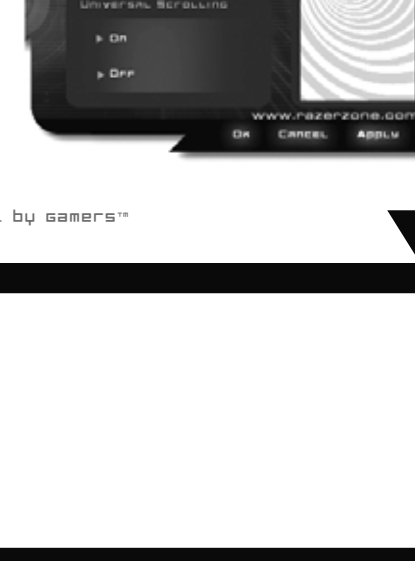 Universal Scrolling
On
Off
www.razerzone.com
OK Cancel Apply
by Gamers™